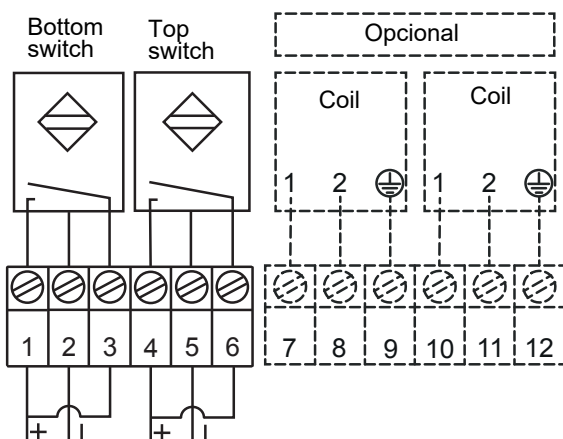 Bottom switch
Top switch
Opcional
Coil
Coil
1 2
1 2
1 2 3 4 5 6 7 8 9 10 11 12
+ +